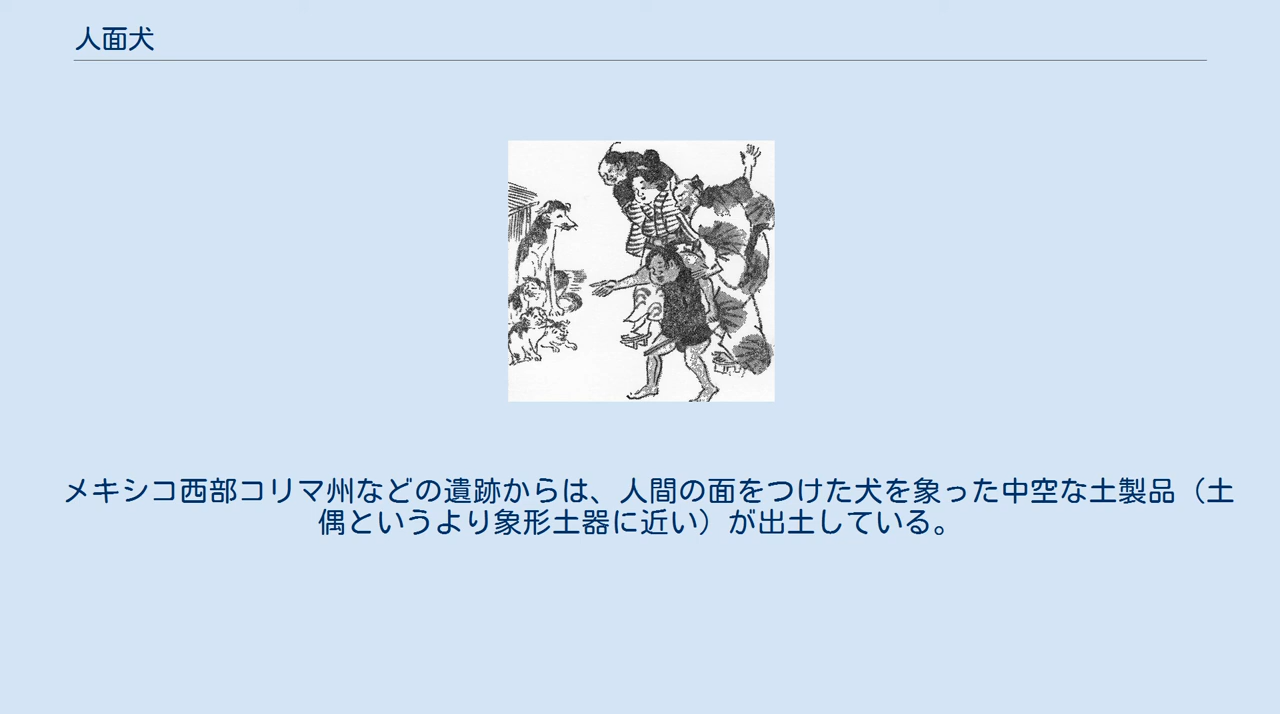 人面犬
メキシコ西部コリマ州などの遺跡からは、人間の面をつけた犬を象った中空な土製品（土
偶というより象形土器に近い）が出土している。